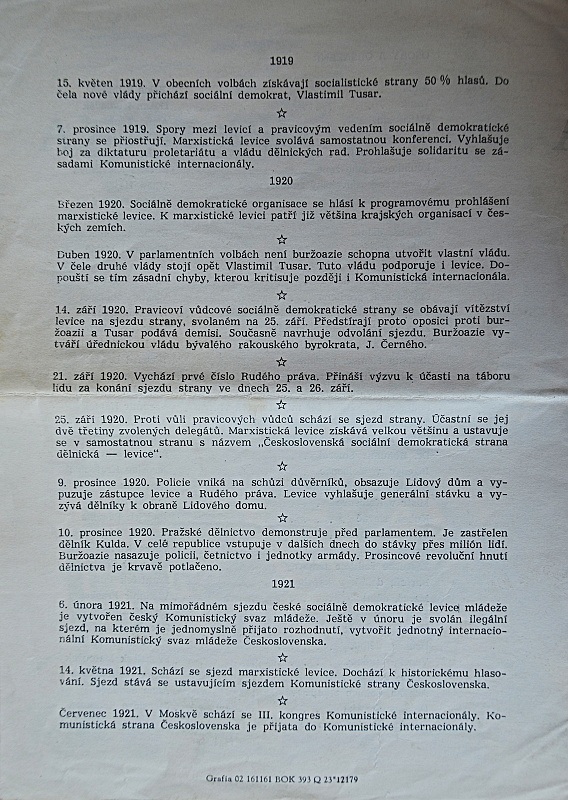 1919
15. květen 1919. V obecních volbách získávají socialistické strany 50 % hlasů. Do
čela nové vlády přichází sociální demokrat, Vlastimil Tusar.
☆
7. prosince 1919. Spory mezi levicí a pravicovým vedením sociálně demokratické
strany se přiostřují. Marxistická levice svolává samostatnou konferenci. Vyhlašuje
boj za diktaturu proletariátu a vládu dělnických rad. Prohlašuje solidaritu se zá-
sadami Komunistické internacionály.
1920
Březen 1920. Sociálně demokratické organisace se hlásí k programovému prohlášení
marxistické levice. K marxistické levici patří již většina krajských organisací v čes-
kých zemích.
☆
Duben 1920. V parlamentních volbách není buržoazie schopna utvořit vlastní vládu.
V čele druhé vlády stojí opět Vlastimil Tusar. Tuto vládu podporuje i levice. Do-
pouští se tím zásadní chyby, kterou kritisuje později i Komunistická internacionála.
☆
14. září 1920. Pravicoví vůdcové sociálně demokratické strany se obávají vítězství
levice na sjezdu strany, svolaném na 25. září. Předstírají proto oposici proti bur-
žoazii a Tusar podává demisi. Současně navrhuje odvolání sjezdu. Buržoazie vy-
tváří úřednickou vládu bývalého rakouského byrokrata, J. Černého.
☆
21. září 1920. Vychází prvé číslo Rudého práva. Přináší výzvu k účasti na táboru
lidu za konání sjezdu strany ve dnech 25. a 26. září.
☆
25. září 1920. Proti vůli pravicových vůdců schází se sjezd strany. Účastní se jej
dvě třetiny zvolených delegátů. Marxistická levice získává velkou většinu a ustavuje
se v samostatnou stranu s názvem „Československá sociální demokratická strana
dělnická — levice“.
☆
9. prosince 1920. Policie vniká na schůzi důvěrníků, obsazuje Lidový dům a vy-
puzuje zástupce levice a Rudého práva. Levice vyhlašuje generální stávku a vy-
zývá dělníky k obraně Lidového domu.
☆
10. prosince 1920. Pražské dělnictvo demonstruje před parlamentem. Je zastřelen
dělník Kulda. V celé republice vstupuje v dalších dnech do stávky přes milión lidí.
Buržoazie nasazuje policii, četnictvo i jednotky armády. Prosincové revoluční hnutí
dělnictva je krvavě potlačeno.
1921
6. února 1921. Na mimořádném sjezdu české sociálně demokratické levice mládeže
je vytvořen český Komunistický svaz mládeže. Ještě v únoru je svolán ilegální
sjezd, na kterém je jednomyslně přijato rozhodnutí, vytvořit jednotný internacio-
nální Komunistický svaz mládeže Československa.
☆
14. května 1921. Schází se sjezd marxistické levice. Dochází k historickému hlaso-
vání. Sjezd stává se ustavujícím sjezdem Komunistické strany Československa.
☆
Červenec 1921. V Moskvě schází se III. kongres Komunistické internacionály. Ko-
munistická strana Československa je přijata do Komunistické internacionály.
Grafia 02 161161 BOK 393 Q 23*12179